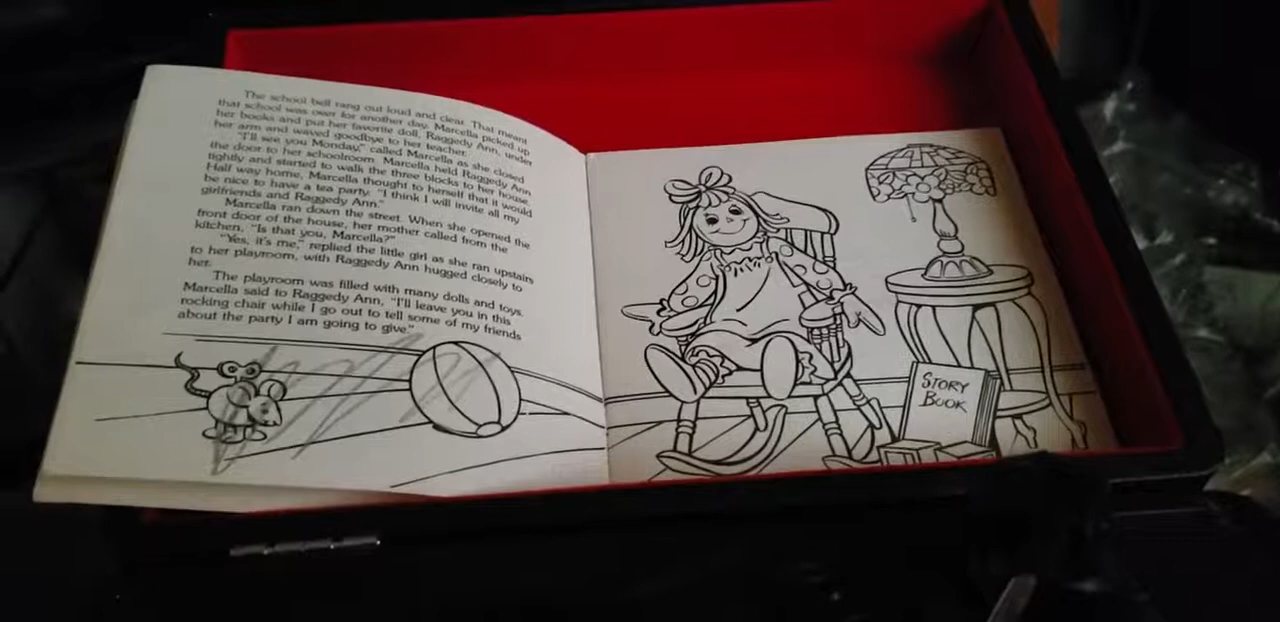 The school bell rang out loud and clear. That meant
that school was over for another day. Marcella picked up
her books and put her favorite doll, Raggedy Ann, under
her arm and waved goodbye to her teacher.
"I'll see you Monday," called Marcella as she closed
the door to her schoolroom. Marcella held Raggedy Ann
tightly and started to walk the three blocks to her house.
Half way home, Marcella thought to herself that it would
be nice to have a tea party. "I think I will invite all my
girlfriends and Raggedy Ann."
Marcella ran down the street. When she opened the
front door of the house, her mother called from the
kitchen, "Is that you, Marcella?"
"Yes, it's me," replied the little girl as she ran upstairs
to her playroom, with Raggedy Ann hugged closely to
her.
The playroom was filled with many dolls and toys.
Marcella said to Raggedy Ann, "I'll leave you in this
rocking chair while I go out to tell some of my friends
about the party I am going to give."
STORY
BOOK